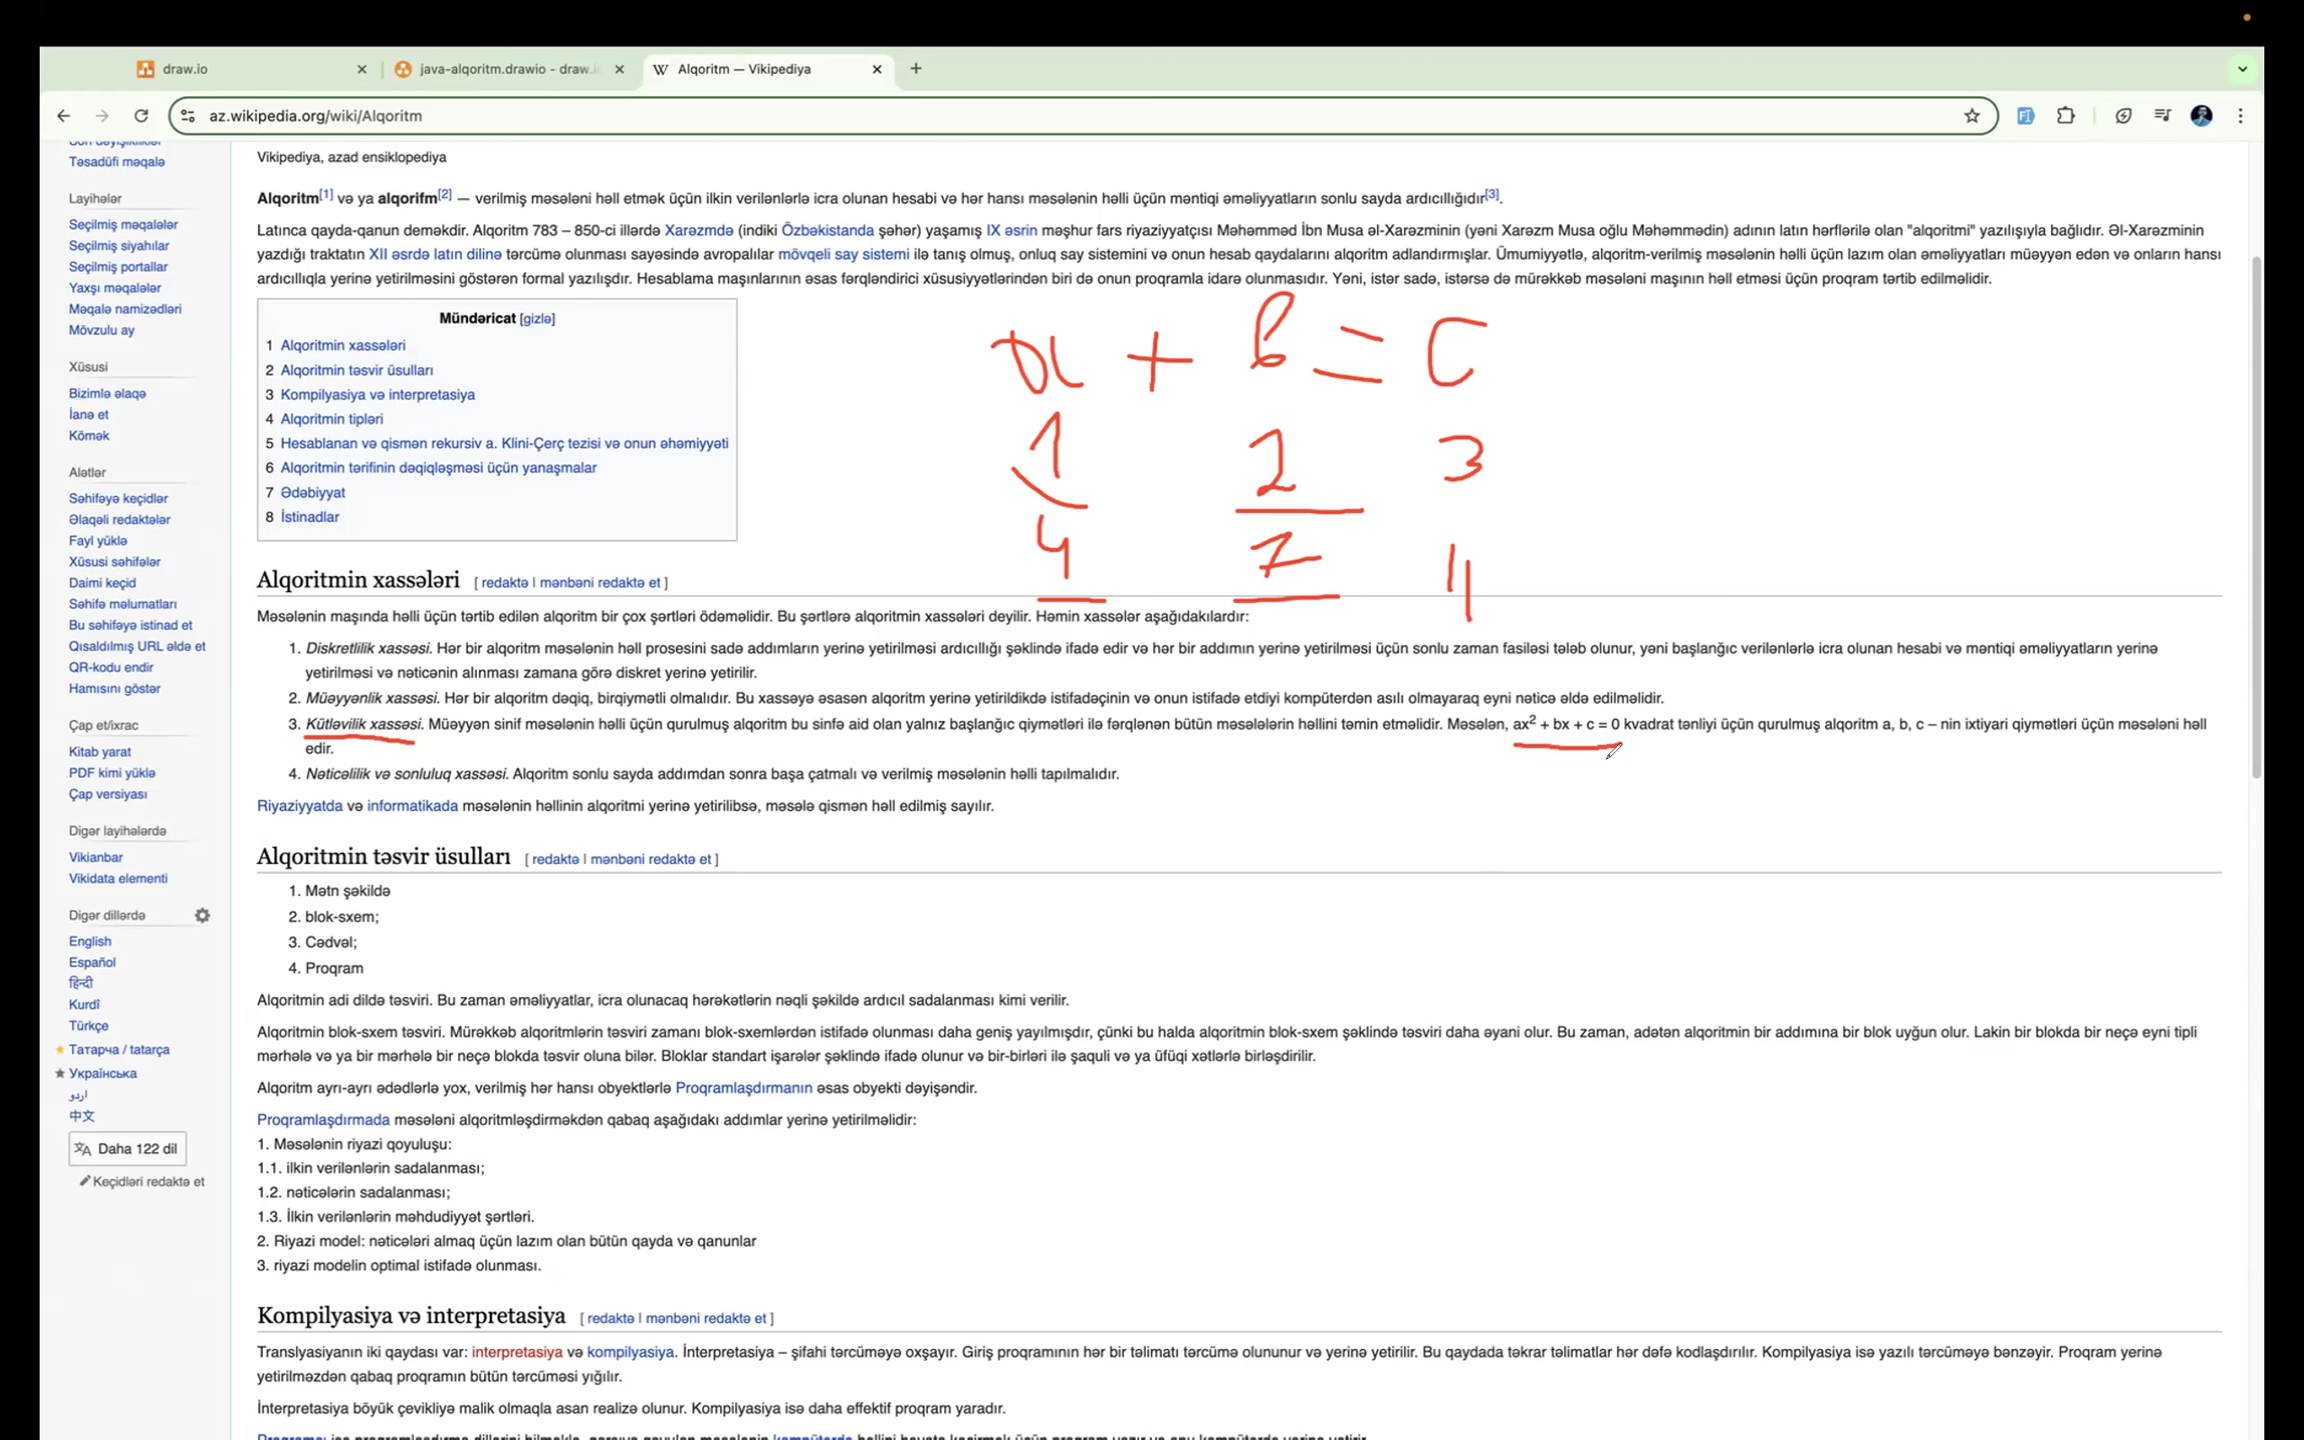 draw.io
java-alqoritm.drawio - draw.i
Alqoritm — Vikipediya
az.wikipedia.org/wiki/Alqoritm
Son dəyişikliklər
Təsadüfi məqalə
Layihələr
Seçilmiş məqalələr
Seçilmiş siyahılar
Seçilmiş portallar
Yaxşı məqalələr
Məqalə namizədləri
Mövzulu ay
Xüsusi
Bizimlə əlaqə
İanə et
Kömək
Alətlər
Səhifəyə keçidlər
Əlaqəli redaktələr
Fayl yüklə
Xüsusi səhifələr
Daimi keçid
Səhifə məlumatları
Bu səhifəyə istinad et
Qısaldılmış URL əldə et
QR-kodu endir
Hamısını göstər
Çap et/ixrac
Kitab yarat
PDF kimi yüklə
Çap versiyası
Digər layihələrdə
Vikianbar
Vikidata elementi
Digər dillərdə
English
Español
हिन्दी
Kurdî
Türkçe
Татарча / tatarça
Українська
اردو
中文
Daha 122 dil
Keçidləri redaktə et
Vikipediya, azad ensiklopediya
Alqoritm[1] və ya alqorifm[2] — verilmiş məsələni həll etmək üçün ilkin verilənlərlə icra olunan hesabi və hər hansı məsələnin həlli üçün məntiqi əməliyyatların sonlu sayda ardıcıllığıdır[3].
Latınca qayda-qanun deməkdir. Alqoritm 783 – 850-ci illərdə Xarəzmdə (indiki Özbəkistanda şəhər) yaşamış IX əsrin məşhur fars riyaziyyatçısı Məhəmməd İbn Musa əl-Xarəzminin (yəni Xarəzm Musa oğlu Məhəmmədin) adının latın hərflərilə olan "alqoritmi" yazılışıyla bağlıdır. Əl-Xarəzminin
yazdığı traktatın XII əsrdə latın dilinə tərcümə olunması sayəsində avropalılar mövqeli say sistemi ilə tanış olmuş, onluq say sistemini və onun hesab qaydalarını alqoritm adlandırmışlar. Ümumiyyətlə, alqoritm-verilmiş məsələnin həlli üçün lazım olan əməliyyatları müəyyən edən və onların hansı
ardıcıllıqla yerinə yetirilməsini göstərən formal yazılışdır. Hesablama maşınlarının əsas fərqləndirici xüsusiyyətlərindən biri də onun proqramla idarə olunmasıdır. Yəni, istər sadə, istərsə də mürəkkəb məsələni maşının həll etməsi üçün proqram tərtib edilməlidir.
Mündəricat [gizlə]
1 Alqoritmin xassələri
2 Alqoritmin təsvir üsulları
3 Kompilyasiya və interpretasiya
4 Alqoritmin tipləri
5 Hesablanan və qismən rekursiv a. Klini-Çerç tezisi və onun əhəmiyyəti
6 Alqoritmin tərifinin dəqiqləşməsi üçün yanaşmalar
7 Ədəbiyyat
8 İstinadlar
+ b = c
1 2 3
4 7 11
Alqoritmin xassələri [ redaktə | mənbəni redaktə et ]
Məsələnin maşında həlli üçün tərtib edilən alqoritm bir çox şərtləri ödəməlidir. Bu şərtlərə alqoritmin xassələri deyilir. Həmin xassələr aşağıdakılardır:
1. Diskretlilik xassəsi. Hər bir alqoritm məsələnin həll prosesini sadə addımların yerinə yetirilməsi ardıcıllığı şəklində ifadə edir və hər bir addımın yerinə yetirilməsi üçün sonlu zaman fasiləsi tələb olunur, yəni başlanğıc verilənlərlə icra olunan hesabi və məntiqi əməliyyatların yerinə
yetirilməsi və nəticənin alınması zamana görə diskret yerinə yetirilir.
2. Müəyyənlik xassəsi. Hər bir alqoritm dəqiq, birqiymətli olmalıdır. Bu xassəyə əsasən alqoritm yerinə yetirildikdə istifadəçinin və onun istifadə etdiyi kompüterdən asılı olmayaraq eyni nəticə əldə edilməlidir.
3. Kütləvilik xassəsi. Müəyyən sinif məsələnin həlli üçün qurulmuş alqoritm bu sinfə aid olan yalnız başlanğıc qiymətləri ilə fərqlənən bütün məsələlərin həllini təmin etməlidir. Məsələn, ax² + bx + c = 0 kvadrat tənliyi üçün qurulmuş alqoritm a, b, c – nin ixtiyari qiymətləri üçün məsələni həll
edir.
4. Nəticəlilik və sonluluq xassəsi. Alqoritm sonlu sayda addımdan sonra başa çatmalı və verilmiş məsələnin həlli tapılmalıdır.
Riyaziyyatda və informatikada məsələnin həllinin alqoritmi yerinə yetirilibsə, məsələ qismən həll edilmiş sayılır.
Alqoritmin təsvir üsulları [ redaktə | mənbəni redaktə et ]
1. Mətn şəkildə
2. blok-sxem;
3. Cədvəl;
4. Proqram
Alqoritmin adi dildə təsviri. Bu zaman əməliyyatlar, icra olunacaq hərəkətlərin nəqli şəkildə ardıcıl sadalanması kimi verilir.
Alqoritmin blok-sxem təsviri. Mürəkkəb alqoritmlərin təsviri zamanı blok-sxemlərdən istifadə olunması daha geniş yayılmışdır, çünki bu halda alqoritmin blok-sxem şəklində təsviri daha əyani olur. Bu zaman, adətən alqoritmin bir addımına bir blok uyğun olur. Lakin bir blokda bir neçə eyni tipli
mərhələ və ya bir mərhələ bir neçə blokda təsvir oluna bilər. Bloklar standart işarələr şəklində ifadə olunur və bir-birləri ilə şaquli və ya üfüqi xətlərlə birləşdirilir.
Alqoritm ayrı-ayrı ədədlərlə yox, verilmiş hər hansı obyektlərlə Proqramlaşdırmanın əsas obyekti dəyişəndir.
Proqramlaşdırmada məsələni alqoritmləşdirməkdən qabaq aşağıdakı addımlar yerinə yetirilməlidir:
1. Məsələnin riyazi qoyuluşu:
1.1. ilkin verilənlərin sadalanması;
1.2. nəticələrin sadalanması;
1.3. İlkin verilənlərin məhdudiyyət şərtləri.
2. Riyazi model: nəticələri almaq üçün lazım olan bütün qayda və qanunlar
3. riyazi modelin optimal istifadə olunması.
Kompilyasiya və interpretasiya [ redaktə | mənbəni redaktə et ]
Translyasiyanın iki qaydası var: interpretasiya və kompilyasiya. İnterpretasiya – şifahi tərcüməyə oxşayır. Giriş proqramının hər bir təlimatı tərcümə olununur və yerinə yetirilir. Bu qaydada təkrar təlimatlar hər dəfə kodlaşdırılır. Kompilyasiya isə yazılı tərcüməyə bənzəyir. Proqram yerinə
yetirilməzdən qabaq proqramın bütün tərcüməsi yığılır.
İnterpretasiya böyük çevikliyə malik olmaqla asan realizə olunur. Kompilyasiya isə daha effektif proqram yaradır.